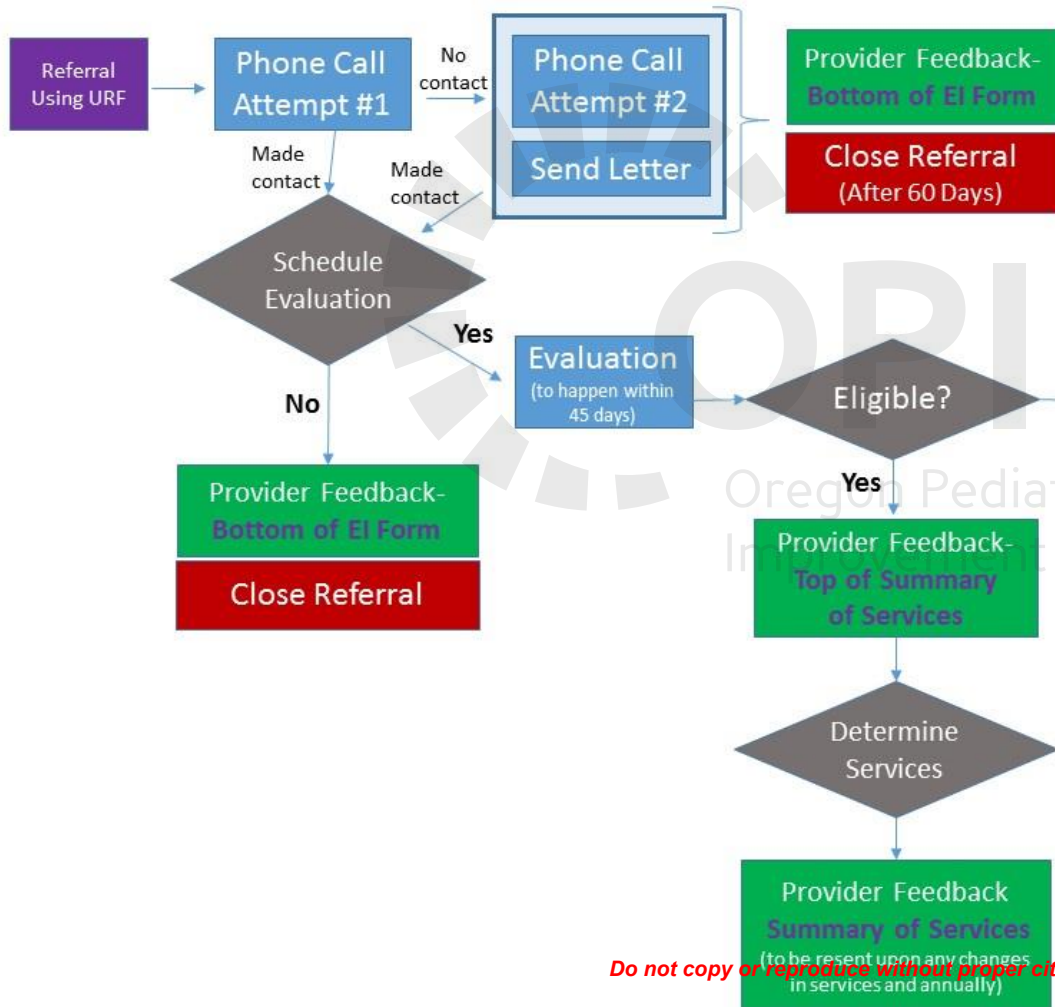 Referral
Using URF
Phone Call
Attempt #1
No
contact
Phone Call
Attempt #2
Send Letter
Provider Feedback-
Bottom of EI Form
Close Referral
(After 60 Days)
Made
contact
Made
contact
Schedule
Evaluation
Yes
Evaluation
(to happen within
45 days)
Eligible?
No
Yes
Provider Feedback-
Bottom of EI Form
Close Referral
OPI
Oregon Pediat
Improvement
Provider Feedback-
Top of Summary
of Services
Determine
Services
Provider Feedback
Summary of Services
(to be resent upon any changes
in services and annually)
Do not copy or reproduce without proper cit